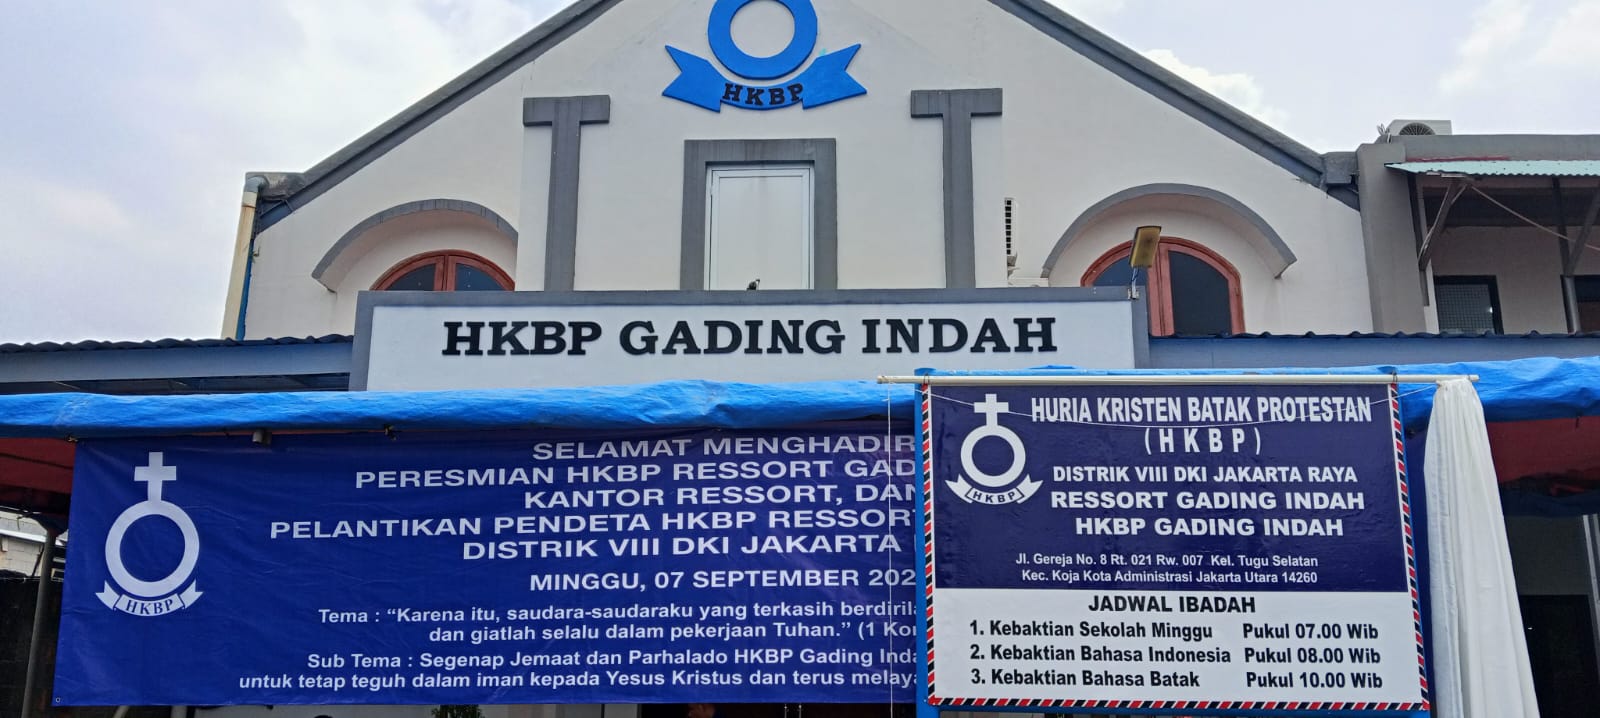 HKBP
HKBP GADING INDAH
SELAMAT MENGHADIR
PERESMIAN HKBP RESSORT GAD
KANTOR RESSORT, DAN
PELANTIKAN PENDETA HKBP RESSORT
DISTRIK VIII DKI JAKARTA
MINGGU, 07 SEPTEMBER 202
Tema : “Karena itu, saudara-saudaraku yang terkasih berdirila
dan giatlah selalu dalam pekerjaan Tuhan.” (1 Kor
Sub Tema : Segenap Jemaat dan Parhalado HKBP Gading Inda
untuk tetap teguh dalam iman kepada Yesus Kristus dan terus melaya
HKBP
HURIA KRISTEN BATAK PROTESTAN
(HKBP)
DISTRIK VIII DKI JAKARTA RAYA
RESSORT GADING INDAH
HKBP GADING INDAH
HKBP
Jl. Gereja No. 8 Rt. 021 Rw. 007 Kel. Tugu Selatan
Kec. Koja Kota Administrasi Jakarta Utara 14260
JADWAL IBADAH
1. Kebaktian Sekolah Minggu Pukul 07.00 Wib
2. Kebaktian Bahasa Indonesia Pukul 08.00 Wib
3. Kebaktian Bahasa Batak Pukul 10.00 Wib